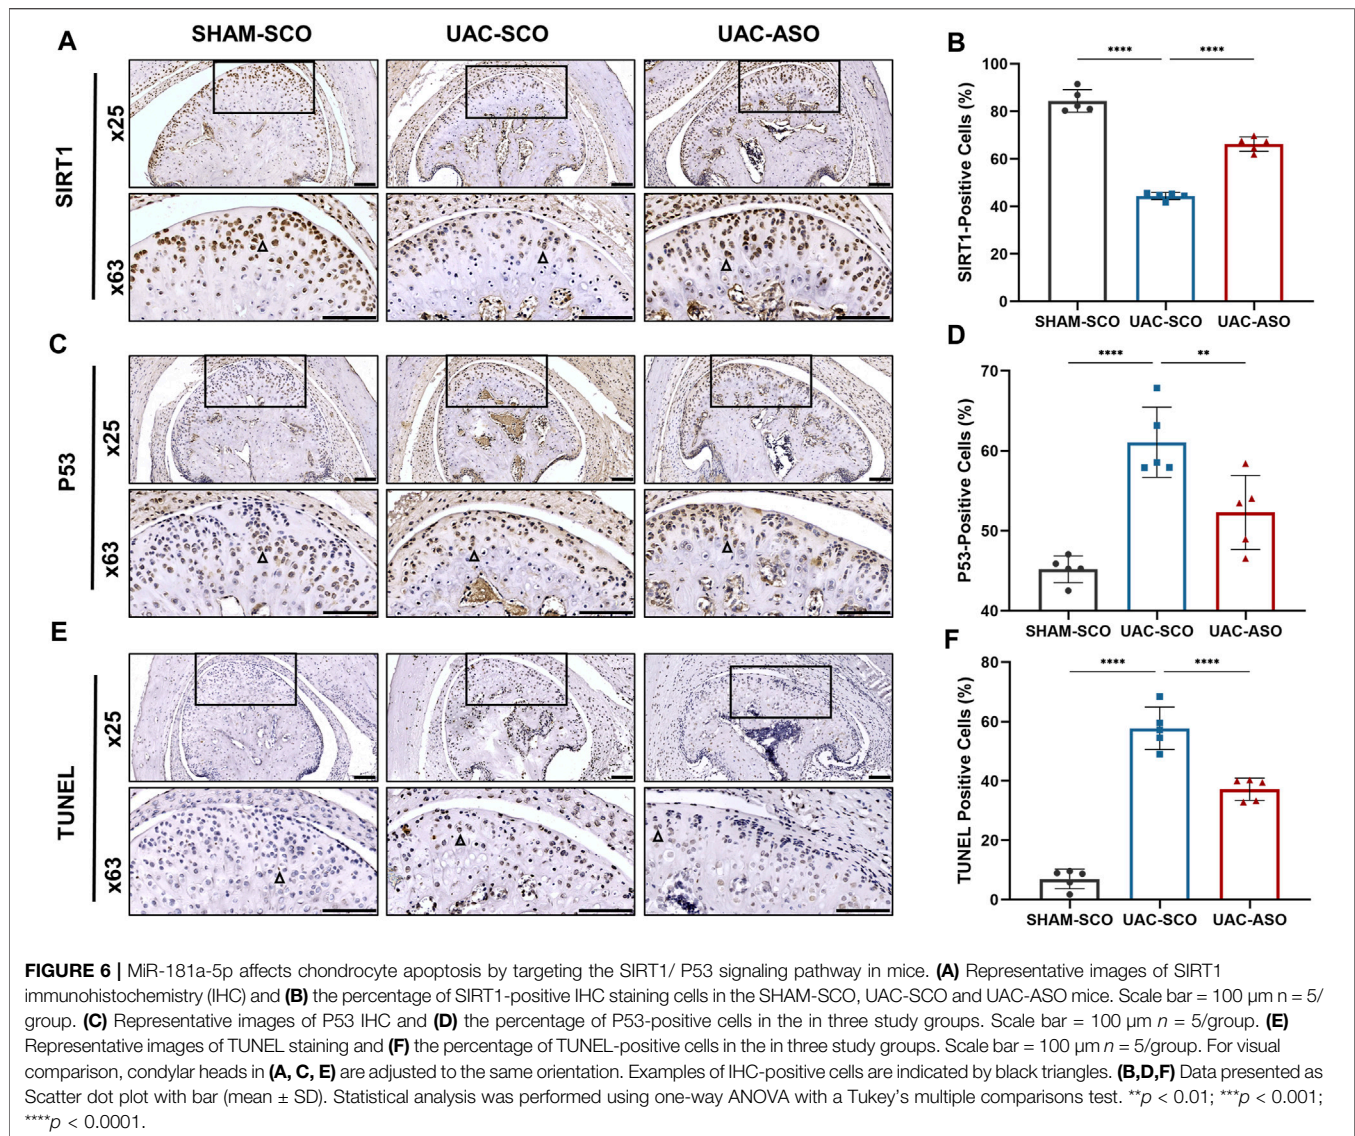 A
SHAM-SCO
UAC-SCO
UAC-ASO
SIRT1
x25
x63
B
**** ****
SIRT1-Positive Cells (%)
100
80
60
40
20
0
SHAM-SCO UAC-SCO UAC-ASO
C
P53
x25
x63
D
**** **
P53-Positive Cells (%)
70
60
50
40
SHAM-SCO UAC-SCO UAC-ASO
E
TUNEL
x25
x63
F
**** ****
TUNEL Positive Cells (%)
80
60
40
20
0
SHAM-SCO UAC-SCO UAC-ASO
FIGURE 6 | MiR-181a-5p affects chondrocyte apoptosis by targeting the SIRT1/ P53 signaling pathway in mice. (A) Representative images of SIRT1
immunohistochemistry (IHC) and (B) the percentage of SIRT1-positive IHC staining cells in the SHAM-SCO, UAC-SCO and UAC-ASO mice. Scale bar = 100 µm n = 5/
group. (C) Representative images of P53 IHC and (D) the percentage of P53-positive cells in the in three study groups. Scale bar = 100 µm n = 5/group. (E)
Representative images of TUNEL staining and (F) the percentage of TUNEL-positive cells in the in three study groups. Scale bar = 100 µm n = 5/group. For visual
comparison, condylar heads in (A, C, E) are adjusted to the same orientation. Examples of IHC-positive cells are indicated by black triangles. (B,D,F) Data presented as
Scatter dot plot with bar (mean ± SD). Statistical analysis was performed using one-way ANOVA with a Tukey's multiple comparisons test. **p < 0.01; ***p < 0.001;
****p < 0.0001.